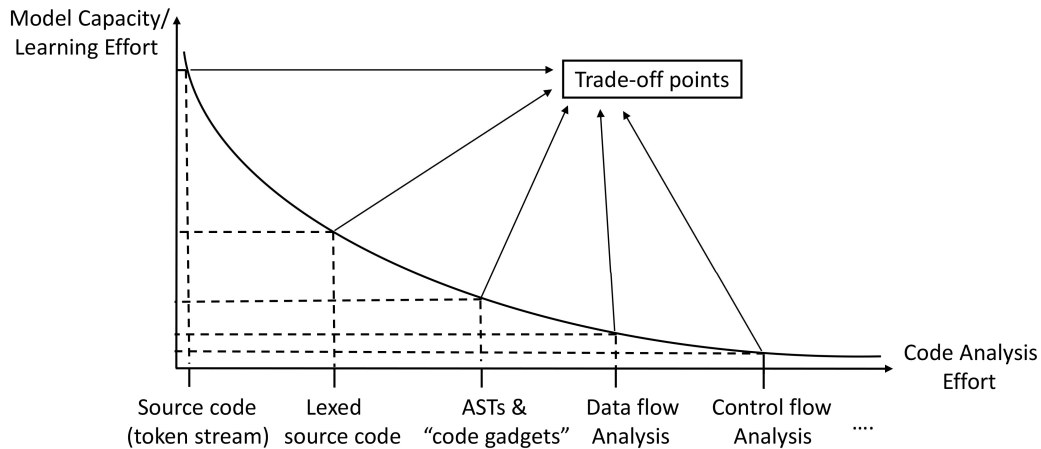 Model Capacity/
Learning Effort
Trade-off points
Code Analysis
Effort
Source code
(token stream)
Lexed
source code
ASTs &
“code gadgets”
Data flow
Analysis
Control flow
Analysis
....